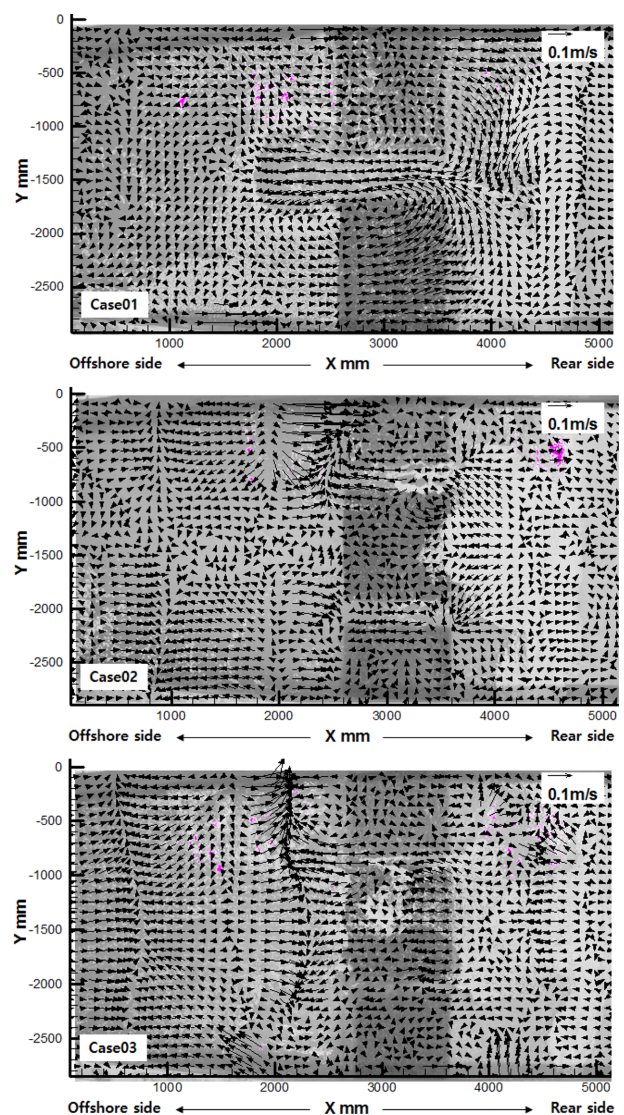 0
-500
-1000
-1500
-2000
-2500
Y mm
0.1m/s
Case01
1000
2000
3000
4000
5000
Offshore side
X mm
Rear side
0
-500
-1000
-1500
-2000
-2500
Y mm
0.1m/s
Case02
1000
2000
3000
4000
5000
Offshore side
X mm
Rear side
0
-500
-1000
-1500
-2000
-2500
Y mm
0.1m/s
Case03
1000
2000
3000
4000
5000
Offshore side
X mm
Rear side